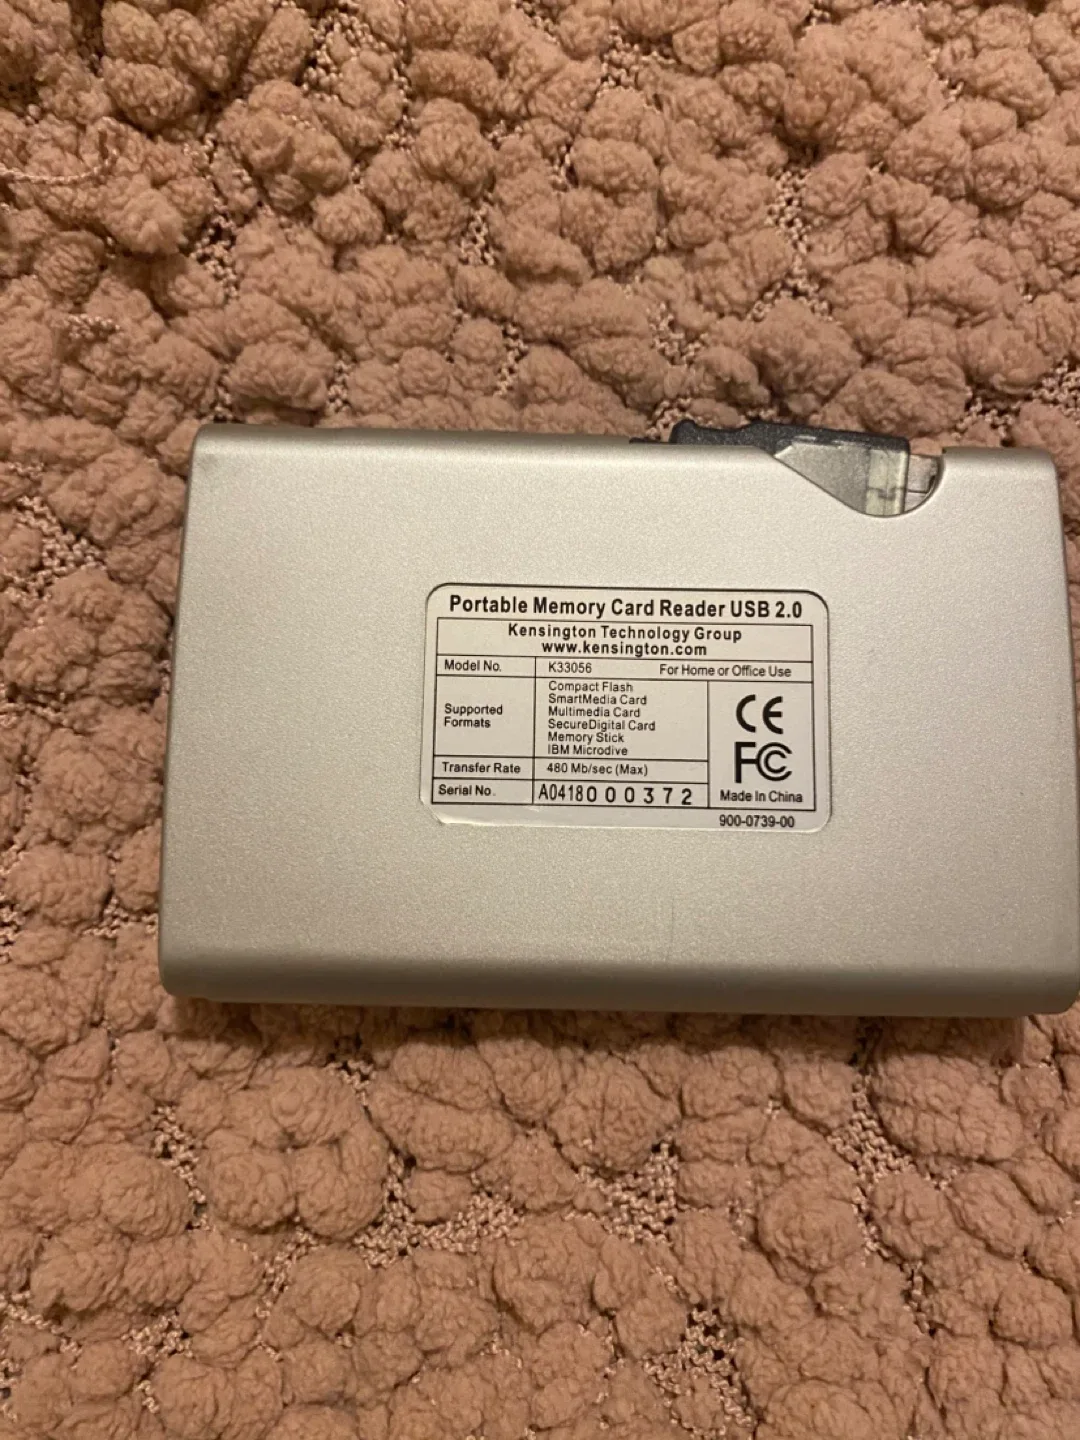 Portable Memory Card Reader USB 2.0
Kensington Technology Group
www.kensington.com
Model No. K33056 For Home or Office Use
Supported Formats
Compact Flash
SmartMedia Card
Multimedia Card
SecureDigital Card
Memory Stick
IBM Microdive
CE
FC
Transfer Rate 480 Mb/sec (Max)
Serial No. A0418000372
Made In China
900-0739-00